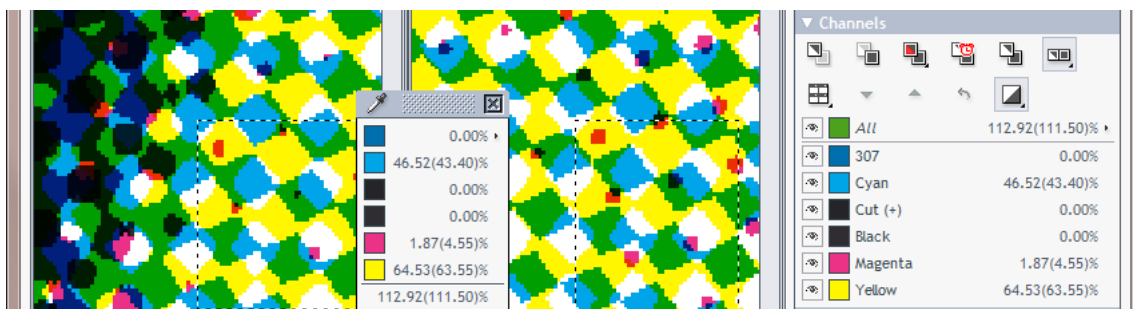 0.00%
46.52(43.40)%
0.00%
0.00%
1.87(4.55)%
64.53(63.55)%
112.92(111.50)%
Channels
All 112.92(111.50)%
307 0.00%
Cyan 46.52(43.40)%
Cut (+) 0.00%
Black 0.00%
Magenta 1.87(4.55)%
Yellow 64.53(63.55)%